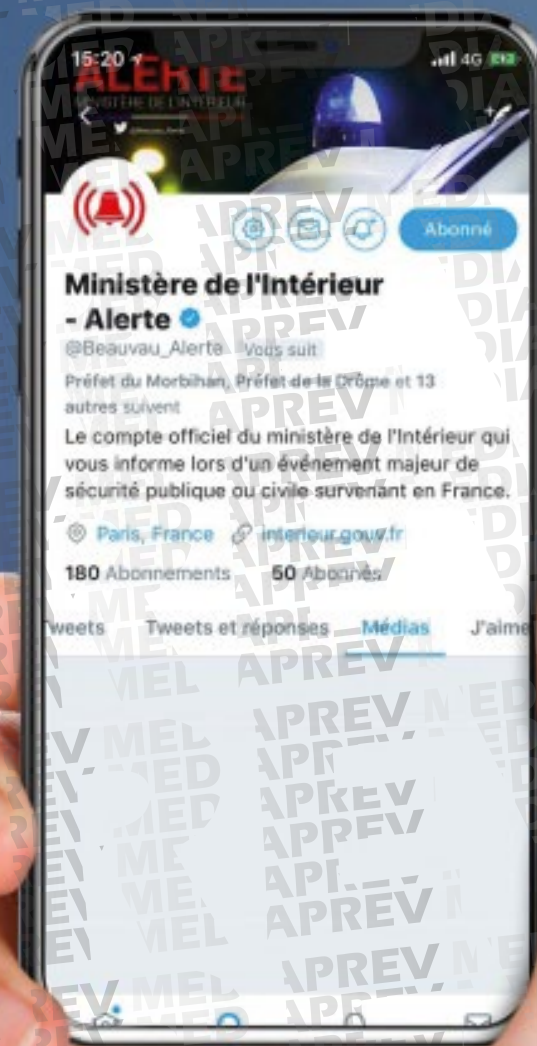 15:20
4G
ALERTE
MINISTÈRE DE L'INTÉRIEUR
Abonné
Ministère de l'Intérieur
- Alerte
@Beauvau_Alerte Vous suit
Préfet du Morbihan, Préfet de la Drôme et 13
autres suivent
Le compte officiel du ministère de l'Intérieur qui
vous informe lors d'un événement majeur de
sécurité publique ou civile survenant en France.
Paris, France interieur.gouv.fr
180 Abonnements 50 Abonnés
Tweets et réponses Médias J'aime